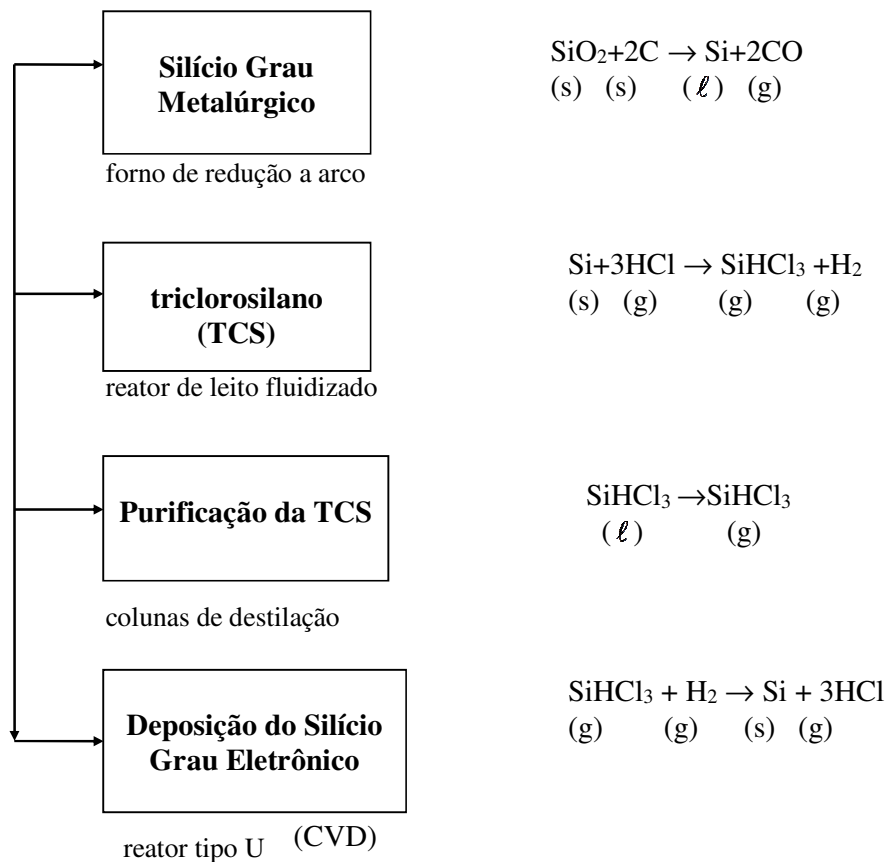 Silício Grau
Metalúrgico
forno de redução a arco
SiO₂+2C → Si+2CO
(s) (s) (ℓ) (g)
triclorosilano
(TCS)
reator de leito fluidizado
Si+3HCl → SiHCl₃ +H₂
(s) (g) (g) (g)
Purificação da TCS
colunas de destilação
SiHCl₃ →SiHCl₃
(ℓ) (g)
Deposição do Silício
Grau Eletrônico
reator tipo U (CVD)
SiHCl₃ + H₂ → Si + 3HCl
(g) (g) (s) (g)